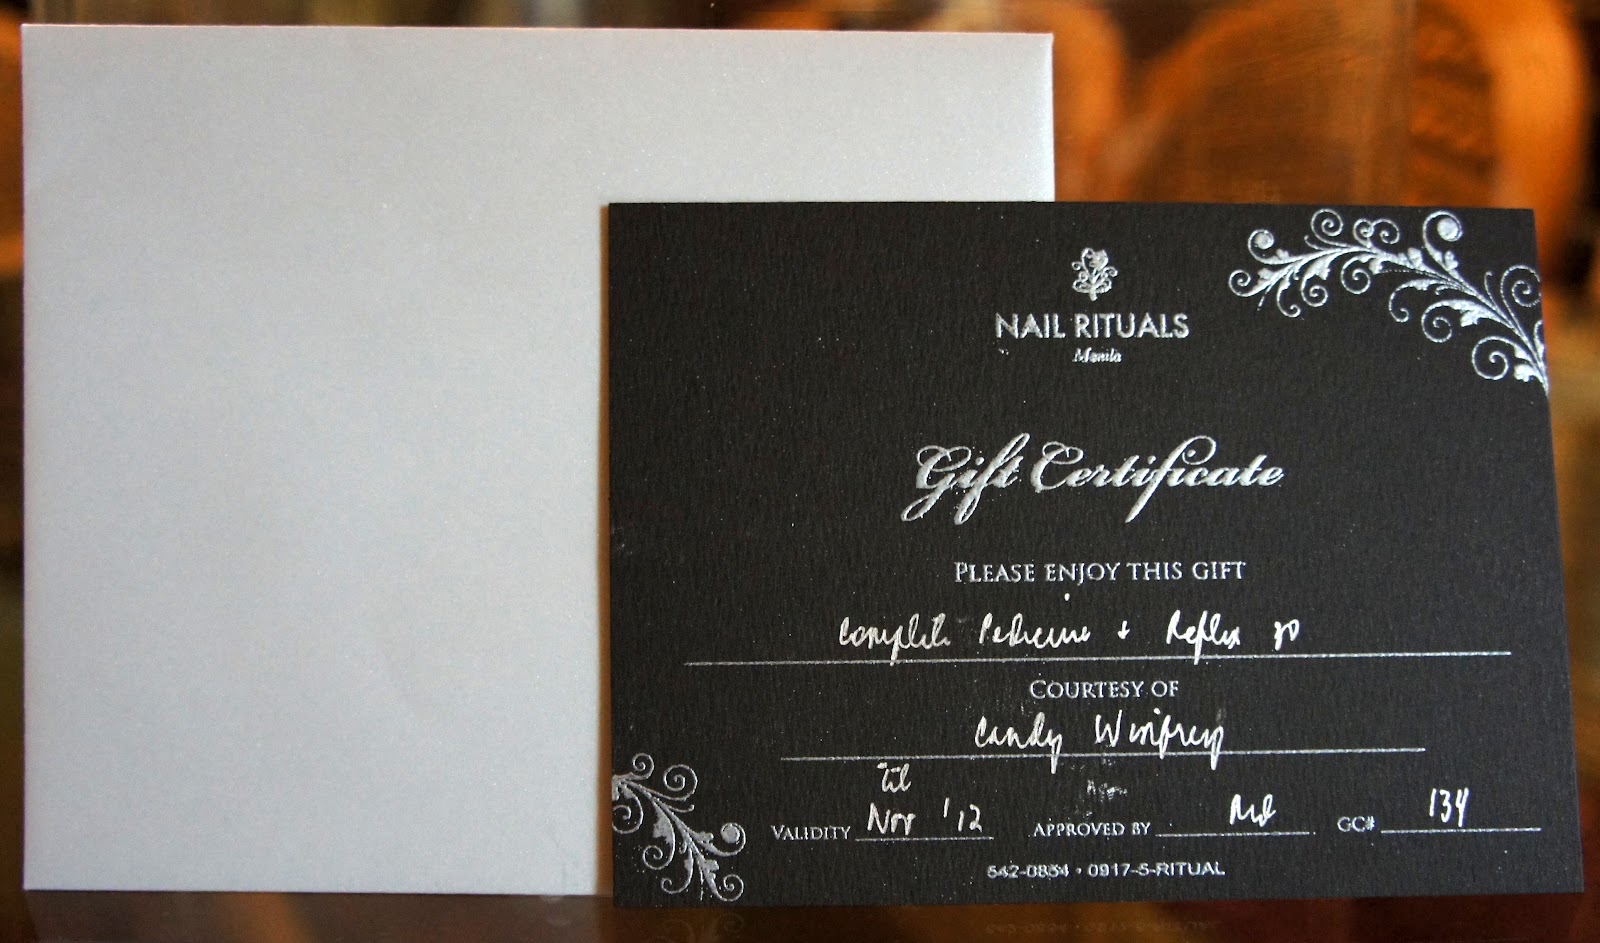 NAIL RITUALS
Manila
Gift Certificate
PLEASE ENJOY THIS GIFT
Complete Pedicure + Reflex 30
COURTESY OF
Candy Winfrey
til
VALIDITY Nov '12 APPROVED BY GC# 134
542-0854 • 0917-5-RITUAL